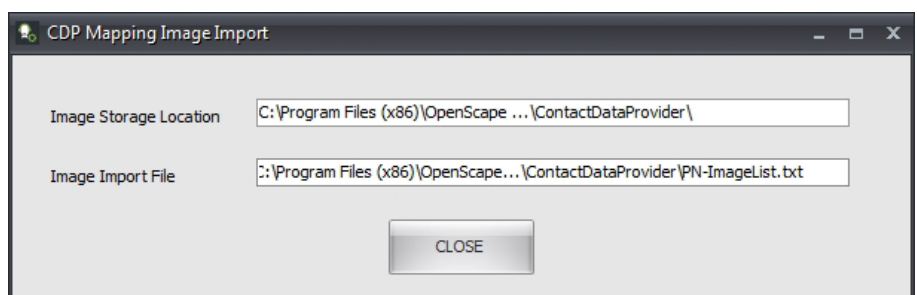 CDP Mapping Image Import
Image Storage Location C:\Program Files (x86)\OpenScape ...\ContactDataProvider\
Image Import File :\Program Files (x86)\OpenScape...\ContactDataProvider\PN-ImageList.txt
CLOSE